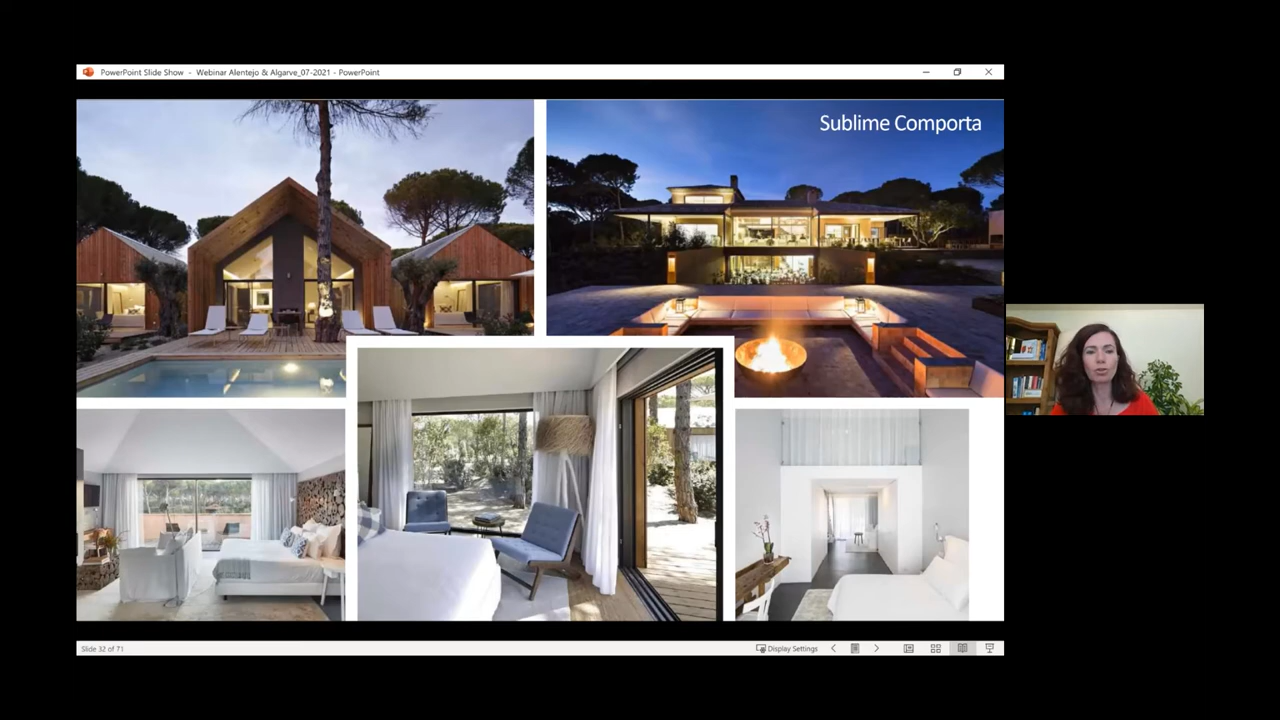 PowerPoint Slide Show - Webinar Alentejo & Algarve_07-2021 - PowerPoint
Sublime Comporta
Slide 32 of 71
Display Settings